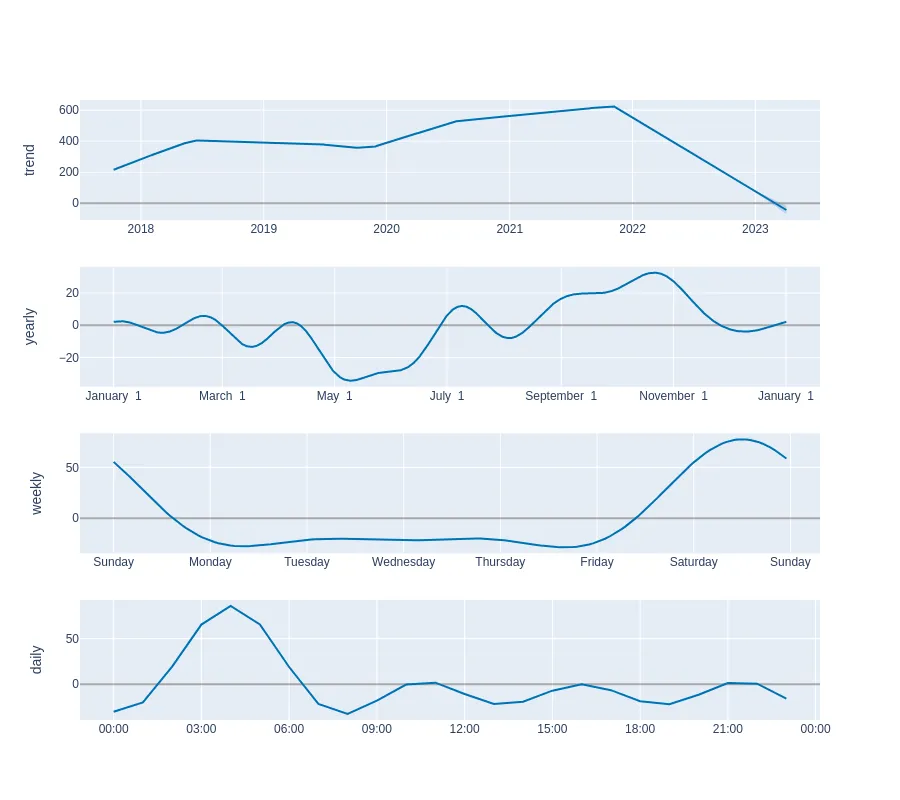 trend
600
400
200
0
2018 2019 2020 2021 2022 2023
yearly
20
0
−20
January 1 March 1 May 1 July 1 September 1 November 1 January 1
weekly
50
0
Sunday Monday Tuesday Wednesday Thursday Friday Saturday Sunday
daily
50
0
00:00 03:00 06:00 09:00 12:00 15:00 18:00 21:00 00:00